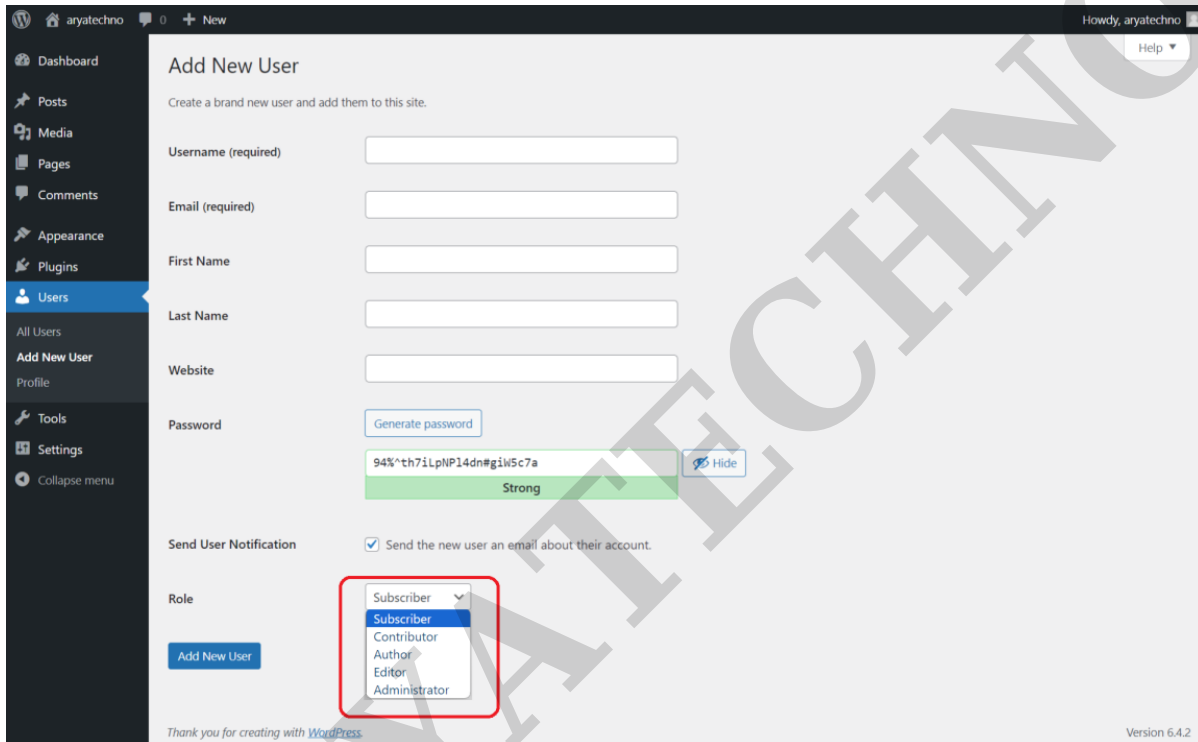 aryatechno 0 New Howdy, aryatechno
Help
Dashboard
Posts
Media
Pages
Comments
Appearance
Plugins
Users
All Users
Add New User
Profile
Tools
Settings
Collapse menu
Add New User
Create a brand new user and add them to this site.
Username (required)
Email (required)
First Name
Last Name
Website
Password Generate password
94%^th7iLpNPl4dn#giW5c7a Hide
Strong
Send User Notification Send the new user an email about their account.
Role Subscriber
Subscriber
Contributor
Author
Editor
Administrator
Add New User
Thank you for creating with WordPress. Version 6.4.2
YATECHNO